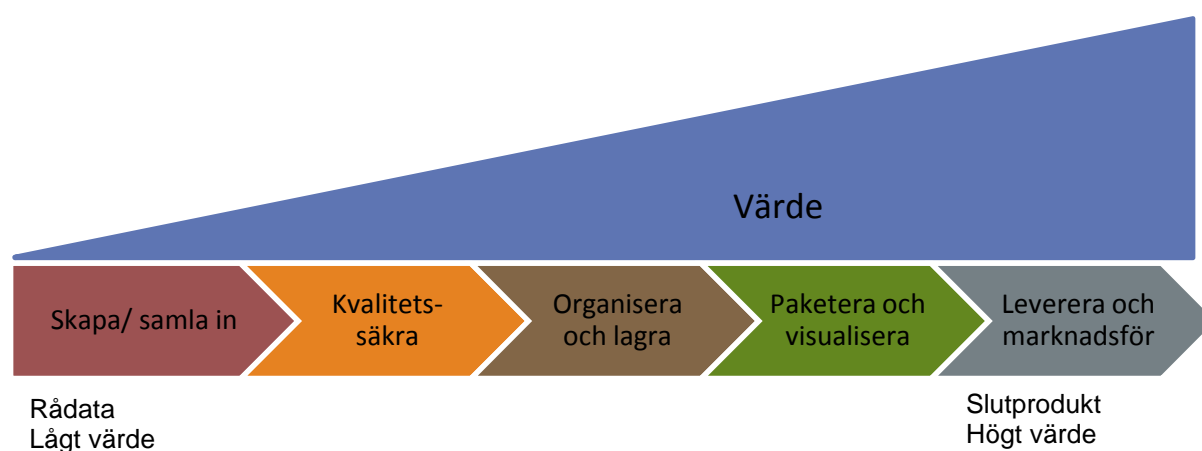 Värde
Skapa/ samla in
Kvalitets-
säkra
Organisera
och lagra
Paketera och
visualisera
Leverera och
marknadsför
Rådata
Lågt värde
Slutprodukt
Högt värde